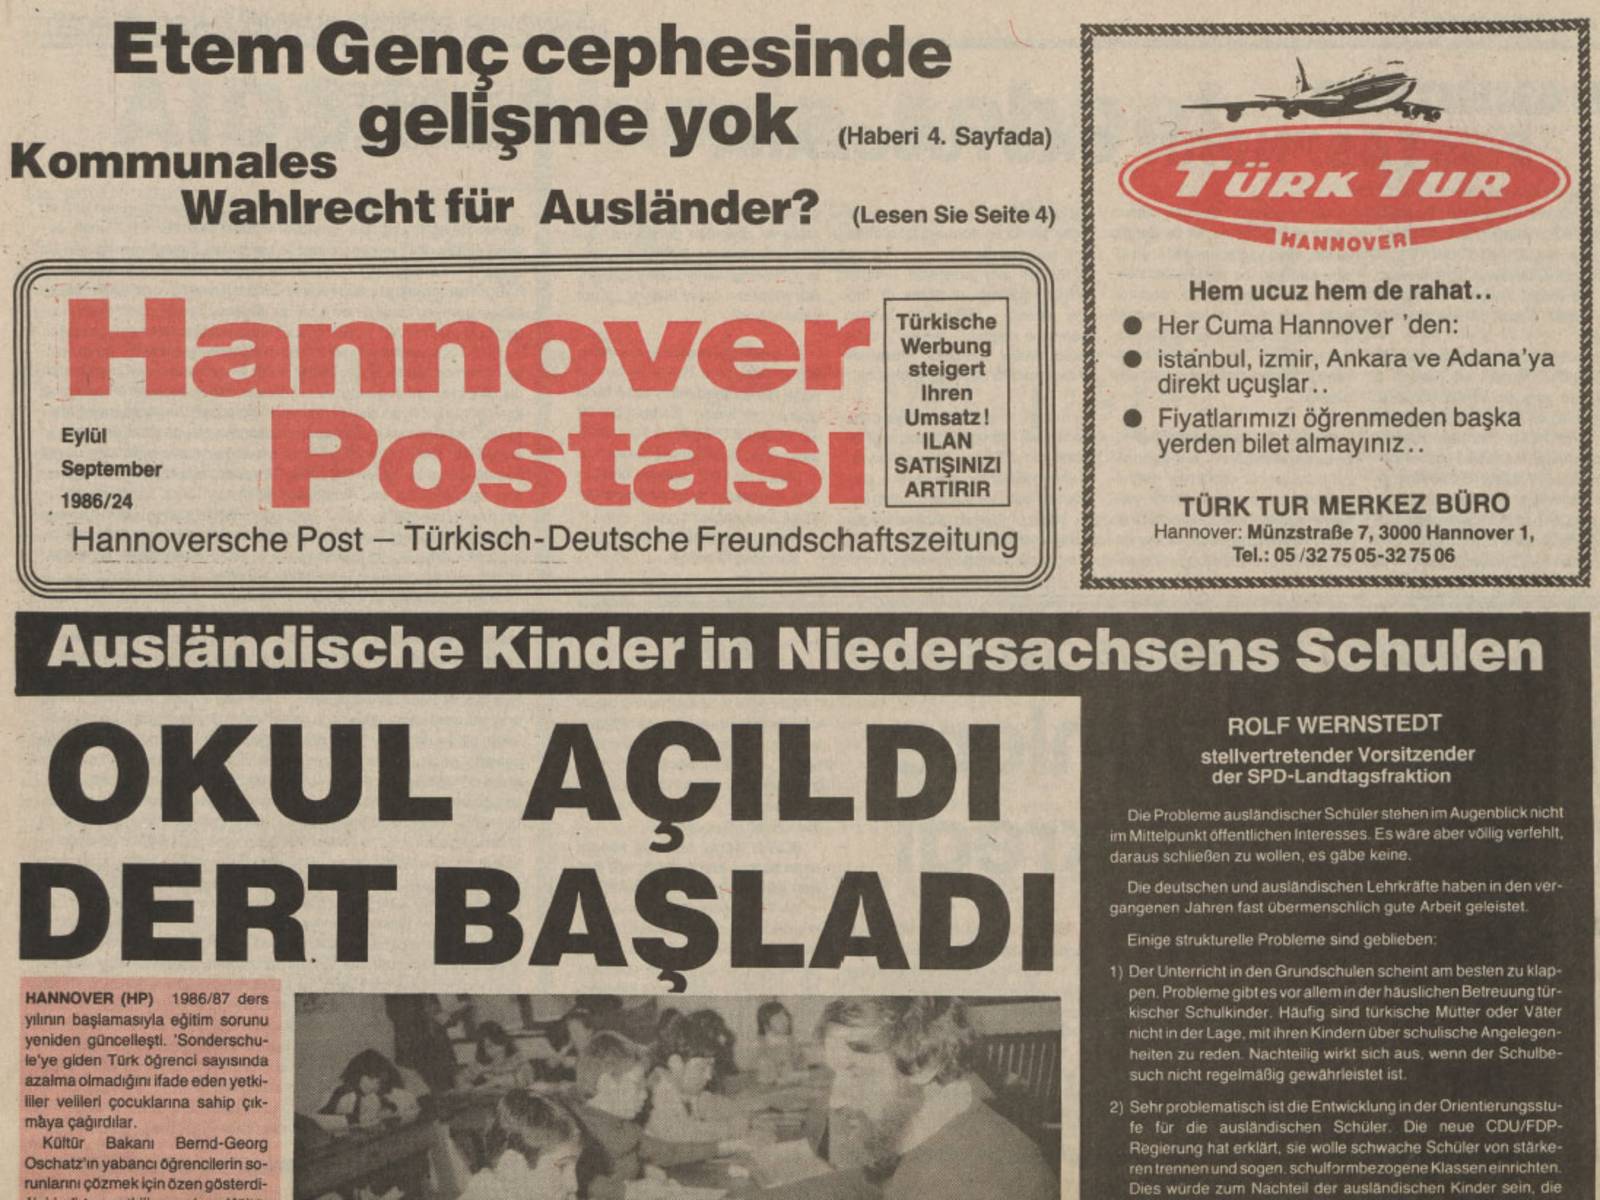 Etem Genç cephesinde
gelişme yok (Haberi 4. Sayfada)
Kommunales
Wahlrecht für Ausländer? (Lesen Sie Seite 4)
Hannover
Postası
Eylül
September
1986/24
Türkische
Werbung
steigert
Ihren
Umsatz!
ILAN
SATIŞINIZI
ARTIRIR
Hannoversche Post – Türkisch-Deutsche Freundschaftszeitung
TÜRK TUR
HANNOVER
Hem ucuz hem de rahat..
● Her Cuma Hannover 'den:
● istanbul, izmir, Ankara ve Adana'ya
direkt uçuşlar..
● Fiyatlarımızı öğrenmeden başka
yerden bilet almayınız..
TÜRK TUR MERKEZ BÜRO
Hannover: Münzstraße 7, 3000 Hannover 1,
Tel.: 05 /32 75 05-32 75 06
Ausländische Kinder in Niedersachsens Schulen
OKUL AÇILDI
DERT BAŞLADI
HANNOVER (HP) 1986/87 ders
yılının başlamasıyla eğitim sorunu
yeniden güncelleşti. 'Sonderschu-
le'ye giden Türk öğrenci sayısında
azalma olmadığını ifade eden yetki-
liler velileri çocuklarına sahip çık-
maya çağırdılar.
Kültür Bakanı Bernd-Georg
Oschatz'ın yabancı öğrencilerin so-
runlarını çözmek için özen gösterdi-
ROLF WERNSTEDT
stellvertretender Vorsitzender
der SPD-Landtagsfraktion
Die Probleme ausländischer Schüler stehen im Augenblick nicht
im Mittelpunkt öffentlichen Interesses. Es wäre aber völlig verfehlt,
daraus schließen zu wollen, es gäbe keine.
Die deutschen und ausländischen Lehrkräfte haben in den ver-
gangenen Jahren fast übermenschlich gute Arbeit geleistet.
Einige strukturelle Probleme sind geblieben:
1) Der Unterricht in den Grundschulen scheint am besten zu klap-
pen. Probleme gibt es vor allem in der häuslichen Betreuung tür-
kischer Schulkinder. Häufig sind türkische Mütter oder Väter
nicht in der Lage, mit ihren Kindern über schulische Angelegen-
heiten zu reden. Nachteilig wirkt sich aus, wenn der Schulbe-
such nicht regelmäßig gewährleistet ist.
2) Sehr problematisch ist die Entwicklung in der Orientierungsstu-
fe für die ausländischen Schüler. Die neue CDU/FDP-
Regierung hat erklärt, sie wolle schwache Schüler von stärke-
ren trennen und sogen. schulformbezogene Klassen einrichten.
Dies würde zum Nachteil der ausländischen Kinder sein, die